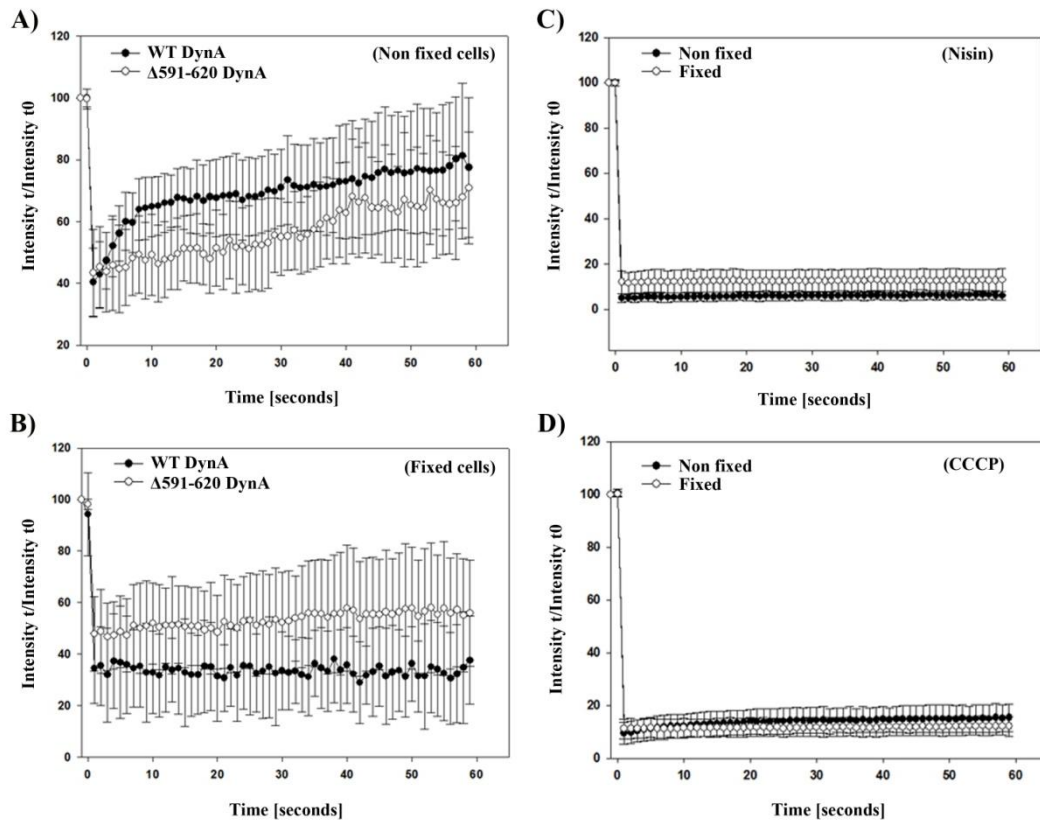 A)
WT DynA
Δ591-620 DynA
(Non fixed cells)
Intensity t/Intensity t0
120
100
80
60
40
20
0
10
20
30
40
50
60
Time [seconds]
C)
Non fixed
Fixed
(Nisin)
Intensity t/Intensity t0
120
100
80
60
40
20
0
0
10
20
30
40
50
60
Time [seconds]
B)
WT DynA
Δ591-620 DynA
(Fixed cells)
Intensity t/Intensity t0
120
100
80
60
40
20
0
0
10
20
30
40
50
60
Time [seconds]
D)
Non fixed
Fixed
(CCCP)
Intensity t/Intensity t0
120
100
80
60
40
20
0
0
10
20
30
40
50
60
Time [seconds]